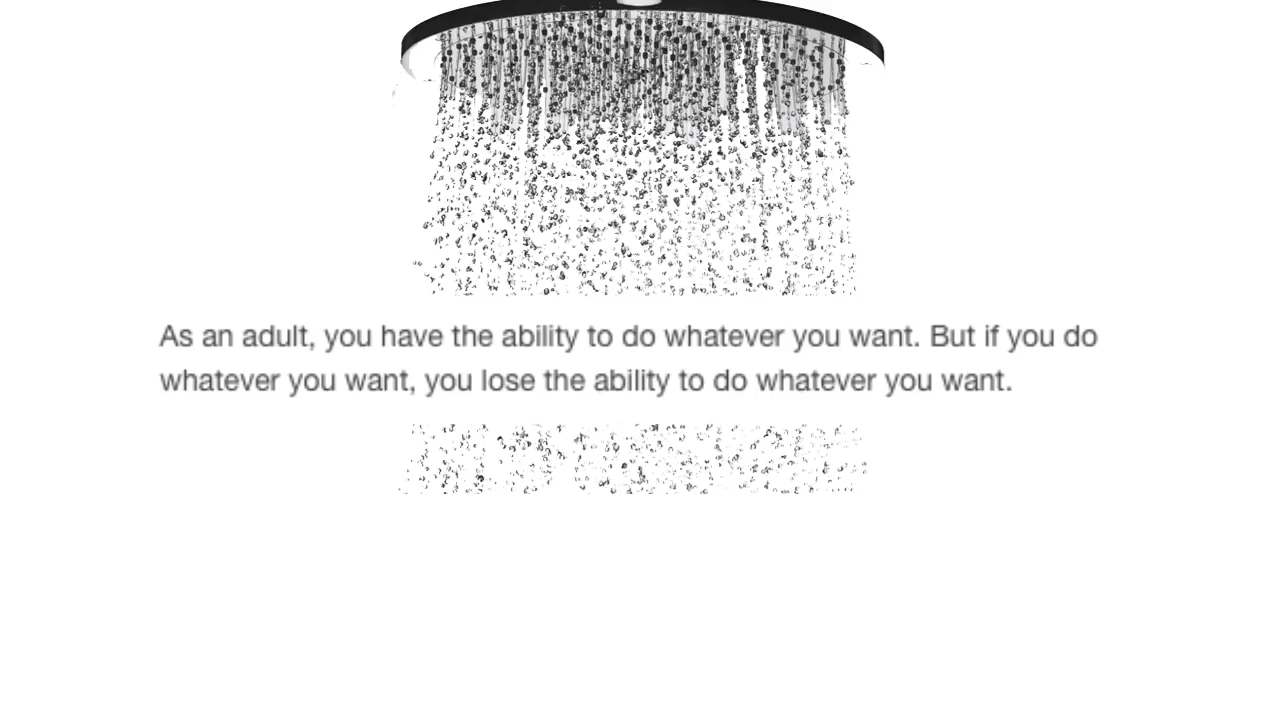 As an adult, you have the ability to do whatever you want. But if you do
whatever you want, you lose the ability to do whatever you want.